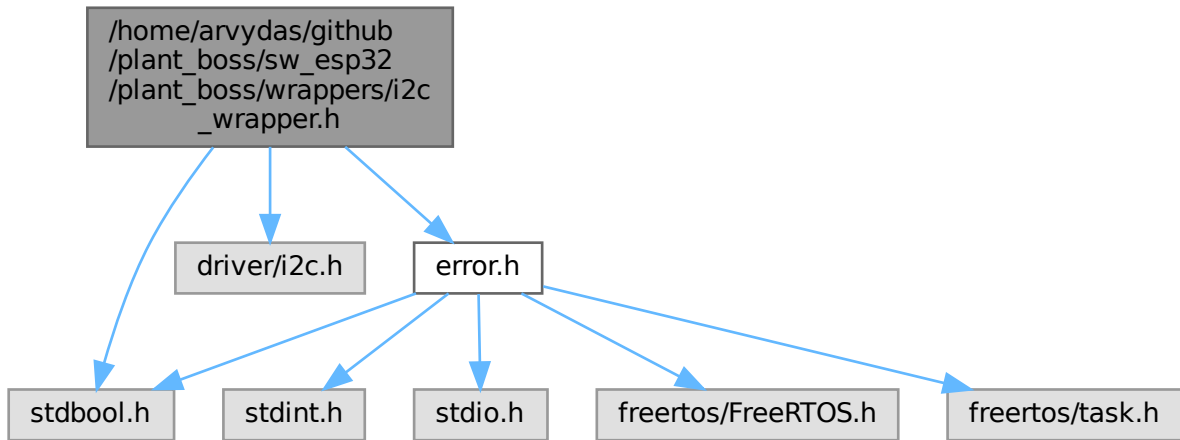 /home/arvydas/github
/plant_boss/sw_esp32
/plant_boss/wrappers/i2c
_wrapper.h
driver/i2c.h
error.h
stdbool.h
stdint.h
stdio.h
freertos/FreeRTOS.h
freertos/task.h